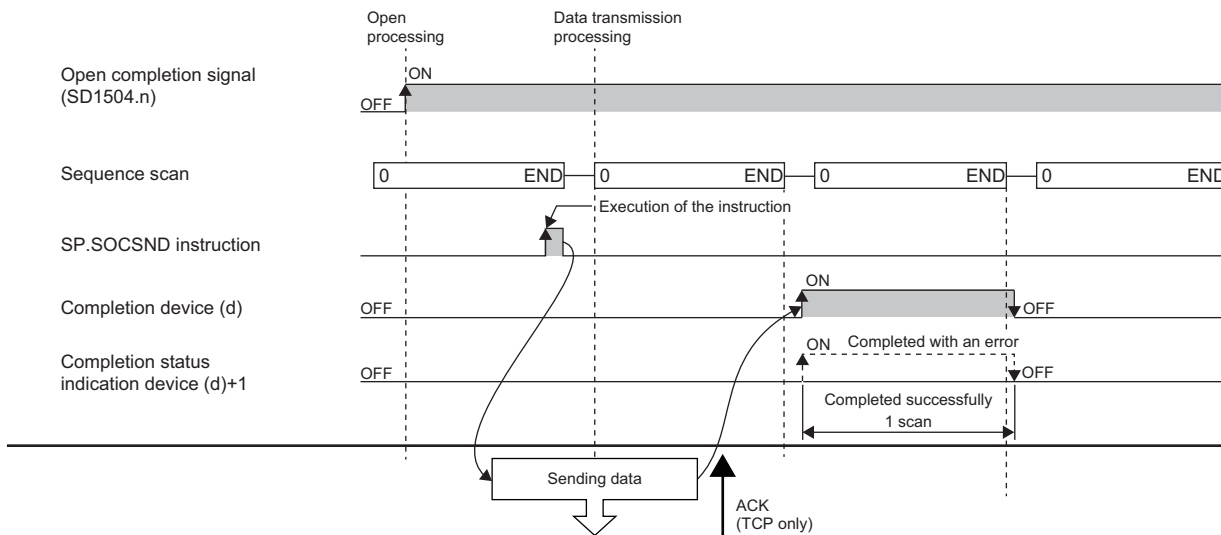 Open
processing
Data transmission
processing
Open completion signal
(SD1504.n)
ON
OFF
Sequence scan
0 END 0 END 0 END 0 END
Execution of the instruction
SP.SOCSND instruction
ON
Completion device (d)
OFF
OFF
ON Completed with an error
Completion status
indication device (d)+1
OFF
OFF
Completed successfully
1 scan
Sending data
ACK
(TCP only)